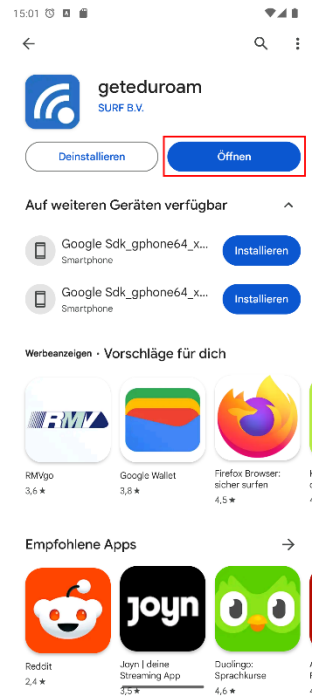 15:01
geteduroam
SURF B.V.
Deinstallieren
Öffnen
Auf weiteren Geräten verfügbar
Google Sdk_gphone64_x...
Smartphone
Installieren
Google Sdk_gphone64_x...
Smartphone
Installieren
Werbeanzeigen · Vorschläge für dich
RMV
RMVgo
3,6 ★
Google Wallet
3,8 ★
Firefox Browser:
sicher surfen
4,5 ★
Empfohlene Apps
joyn
Reddit
2,4 ★
Joyn | deine
Streaming App
3,5 ★
Duolingo:
Sprachkurse
4,6 ★